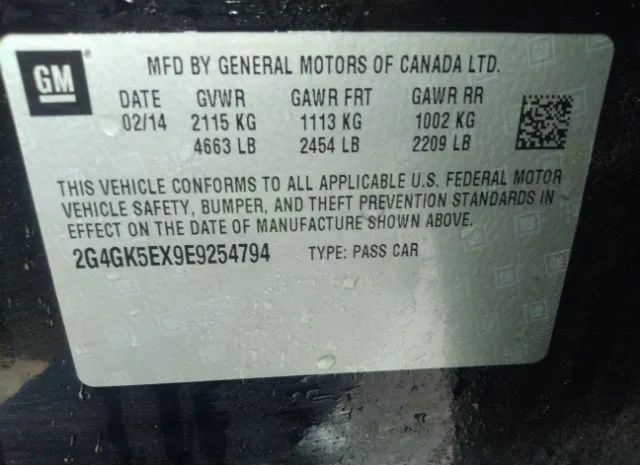 GM
MFD BY GENERAL MOTORS OF CANADA LTD.
DATE GVWR GAWR FRT GAWR RR
02/14 2115 KG 1113 KG 1002 KG
4663 LB 2454 LB 2209 LB
THIS VEHICLE CONFORMS TO ALL APPLICABLE U.S. FEDERAL MOTOR
VEHICLE SAFETY, BUMPER, AND THEFT PREVENTION STANDARDS IN
EFFECT ON THE DATE OF MANUFACTURE SHOWN ABOVE.
2G4GK5EX9E9254794 TYPE: PASS CAR